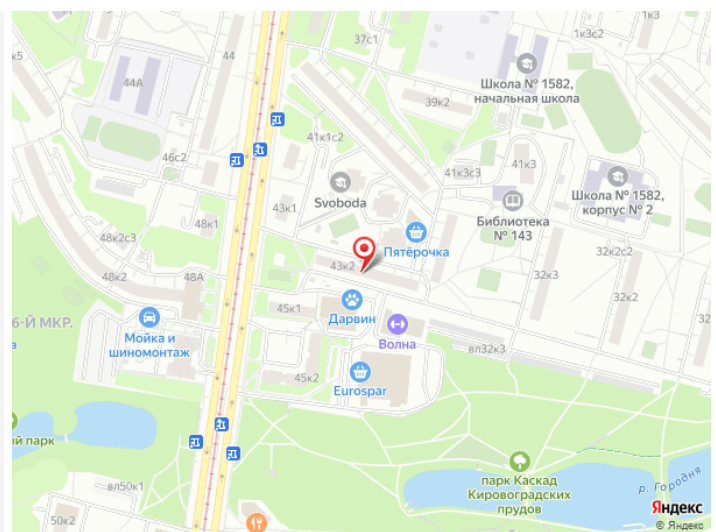 37с1
1к3с2
к5
44
44А
Школа № 1582,
начальная школа
39к2
41к1с2
46с2
41к3
41к3с3
Svoboda
Школа № 1582,
корпус № 2
43к1
Библиотека
№ 143
48к1
48к2с3
Пятёрочка
32к2с2
43к2
48к2
48А
32к3
32к2
45к1
6-Й МКР.
Дарвин
Мойка и
шиномонтаж
Волна
вл32к3
45к2
Eurospar
ый парк
парк Каскад
Кировоградских
прудов
р. Городня
вл50к1
50к2
Яндекс
© Яндекс